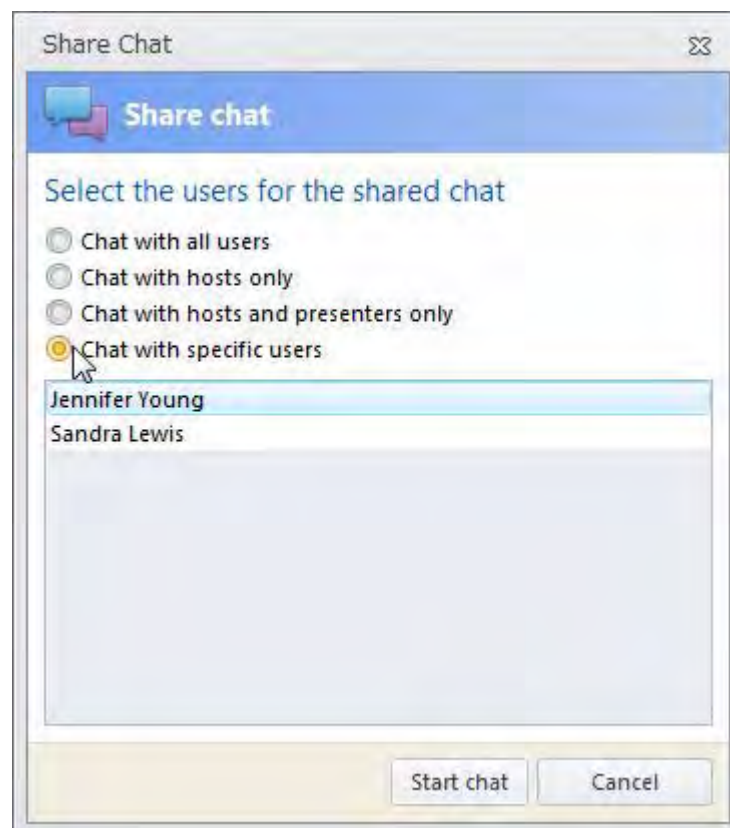 Share Chat
Share chat
Select the users for the shared chat
Chat with all users
Chat with hosts only
Chat with hosts and presenters only
Chat with specific users
Jennifer Young
Sandra Lewis
Start chat Cancel